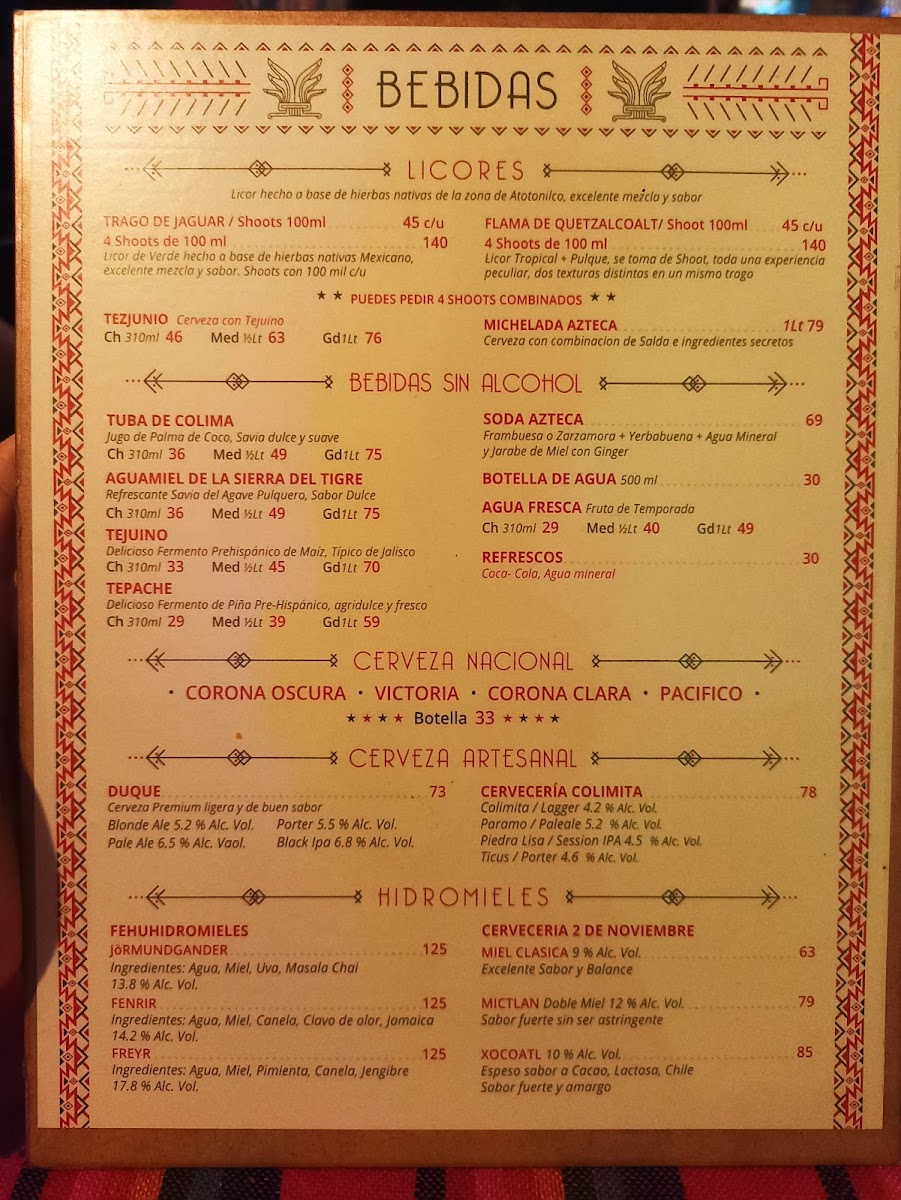 BEBIDAS
LICORES
Licor hecho a base de hierbas nativas de la zona de Atotonilco, excelente mezcla y sabor
TRAGO DE JAGUAR / Shoots 100ml 45 c/u
4 Shoots de 100 ml 140
Licor de Verde hecho a base de hierbas nativas Mexicano,
excelente mezcla y sabor. Shoots con 100 mil c/u
FLAMA DE QUETZALCOALT/ Shoot 100ml 45 c/u
4 Shoots de 100 ml 140
Licor Tropical + Pulque, se toma de Shoot, toda una experiencia
peculiar, dos texturas distintas en un mismo trago
★ ★ PUEDES PEDIR 4 SHOOTS COMBINADOS ★ ★
TEZJUNIO Cerveza con Tejuino
Ch 310ml 46 Med ½Lt 63 Gd1Lt 76
MICHELADA AZTECA 1Lt 79
Cerveza con combinacion de Salda e ingredientes secretos
BEBIDAS SIN ALCOHOL
TUBA DE COLIMA
Jugo de Palma de Coco, Savia dulce y suave
Ch 310ml 36 Med ½Lt 49 Gd1Lt 75
AGUAMIEL DE LA SIERRA DEL TIGRE
Refrescante Savia del Agave Pulquero, Sabor Dulce
Ch 310ml 36 Med ½Lt 49 Gd1Lt 75
TEJUINO
Delicioso Fermento Prehispánico de Maíz, Típico de Jalisco
Ch 310ml 33 Med ½Lt 45 Gd1Lt 70
TEPACHE
Delicioso Fermento de Piña Pre-Hispánico, agridulce y fresco
Ch 310ml 29 Med ½Lt 39 Gd1Lt 59
SODA AZTECA 69
Frambuesa o Zarzamora + Yerbabuena + Agua Mineral
y Jarabe de Miel con Ginger
BOTELLA DE AGUA 500 ml 30
AGUA FRESCA Fruta de Temporada
Ch 310ml 29 Med ½Lt 40 Gd1Lt 49
REFRESCOS 30
Coca- Cola, Agua mineral
CERVEZA NACIONAL
• CORONA OSCURA • VICTORIA • CORONA CLARA • PACIFICO •
★ ★ ★ ★ Botella 33 ★ ★ ★ ★
CERVEZA ARTESANAL
DUQUE 73
Cerveza Premium ligera y de buen sabor
Blonde Ale 5.2 % Alc. Vol. Porter 5.5 % Alc. Vol.
Pale Ale 6.5 % Alc. Vaol. Black Ipa 6.8 % Alc. Vol.
CERVECERÍA COLIMITA 78
Colimita / Lagger 4.2 % Alc. Vol.
Paramo / Paleale 5.2 % Alc. Vol.
Piedra Lisa / Session IPA 4.5 % Alc. Vol.
Ticus / Porter 4.6 % Alc. Vol.
HIDROMIELES
FEHUHIDROMIELES
JöRMUNDGANDER 125
Ingredientes: Agua, Miel, Uva, Masala Chai
13.8 % Alc. Vol.
FENRIR 125
Ingredientes: Agua, Miel, Canela, Clavo de olor, Jamaica
14.2 % Alc. Vol.
FREYR 125
Ingredientes: Agua, Miel, Pimienta, Canela, Jengibre
17.8 % Alc. Vol.
CERVECERIA 2 DE NOVIEMBRE
MIEL CLASICA 9 % Alc. Vol. 63
Excelente Sabor y Balance
MICTLAN Doble Miel 12 % Alc. Vol. 79
Sabor fuerte sin ser astringente
XOCOATL 10 % Alc. Vol. 85
Espeso sabor a Cacao, Lactosa, Chile
Sabor fuerte y amargo